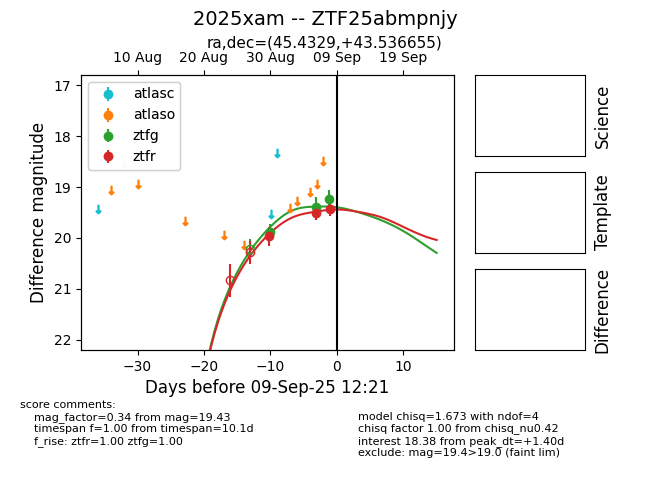 2025xam -- ZTF25abmpnjy
ra,dec=(45.4329,+43.536655)
10 Aug 20 Aug 30 Aug 09 Sep 19 Sep
atlasc
atlaso
ztfg
ztfr
17
18
19
20
21
22
Difference magnitude
−30 −20 −10 0 10
Days before 09-Sep-25 12:21
Science
Template
Difference
score comments:
mag_factor=0.34 from mag=19.43
timespan f=1.00 from timespan=10.1d
f_rise: ztfr=1.00 ztfg=1.00
model chisq=1.673 with ndof=4
chisq factor 1.00 from chisq_nu0.42
interest 18.38 from peak_dt=+1.40d
exclude: mag=19.4>19.0 (faint lim)